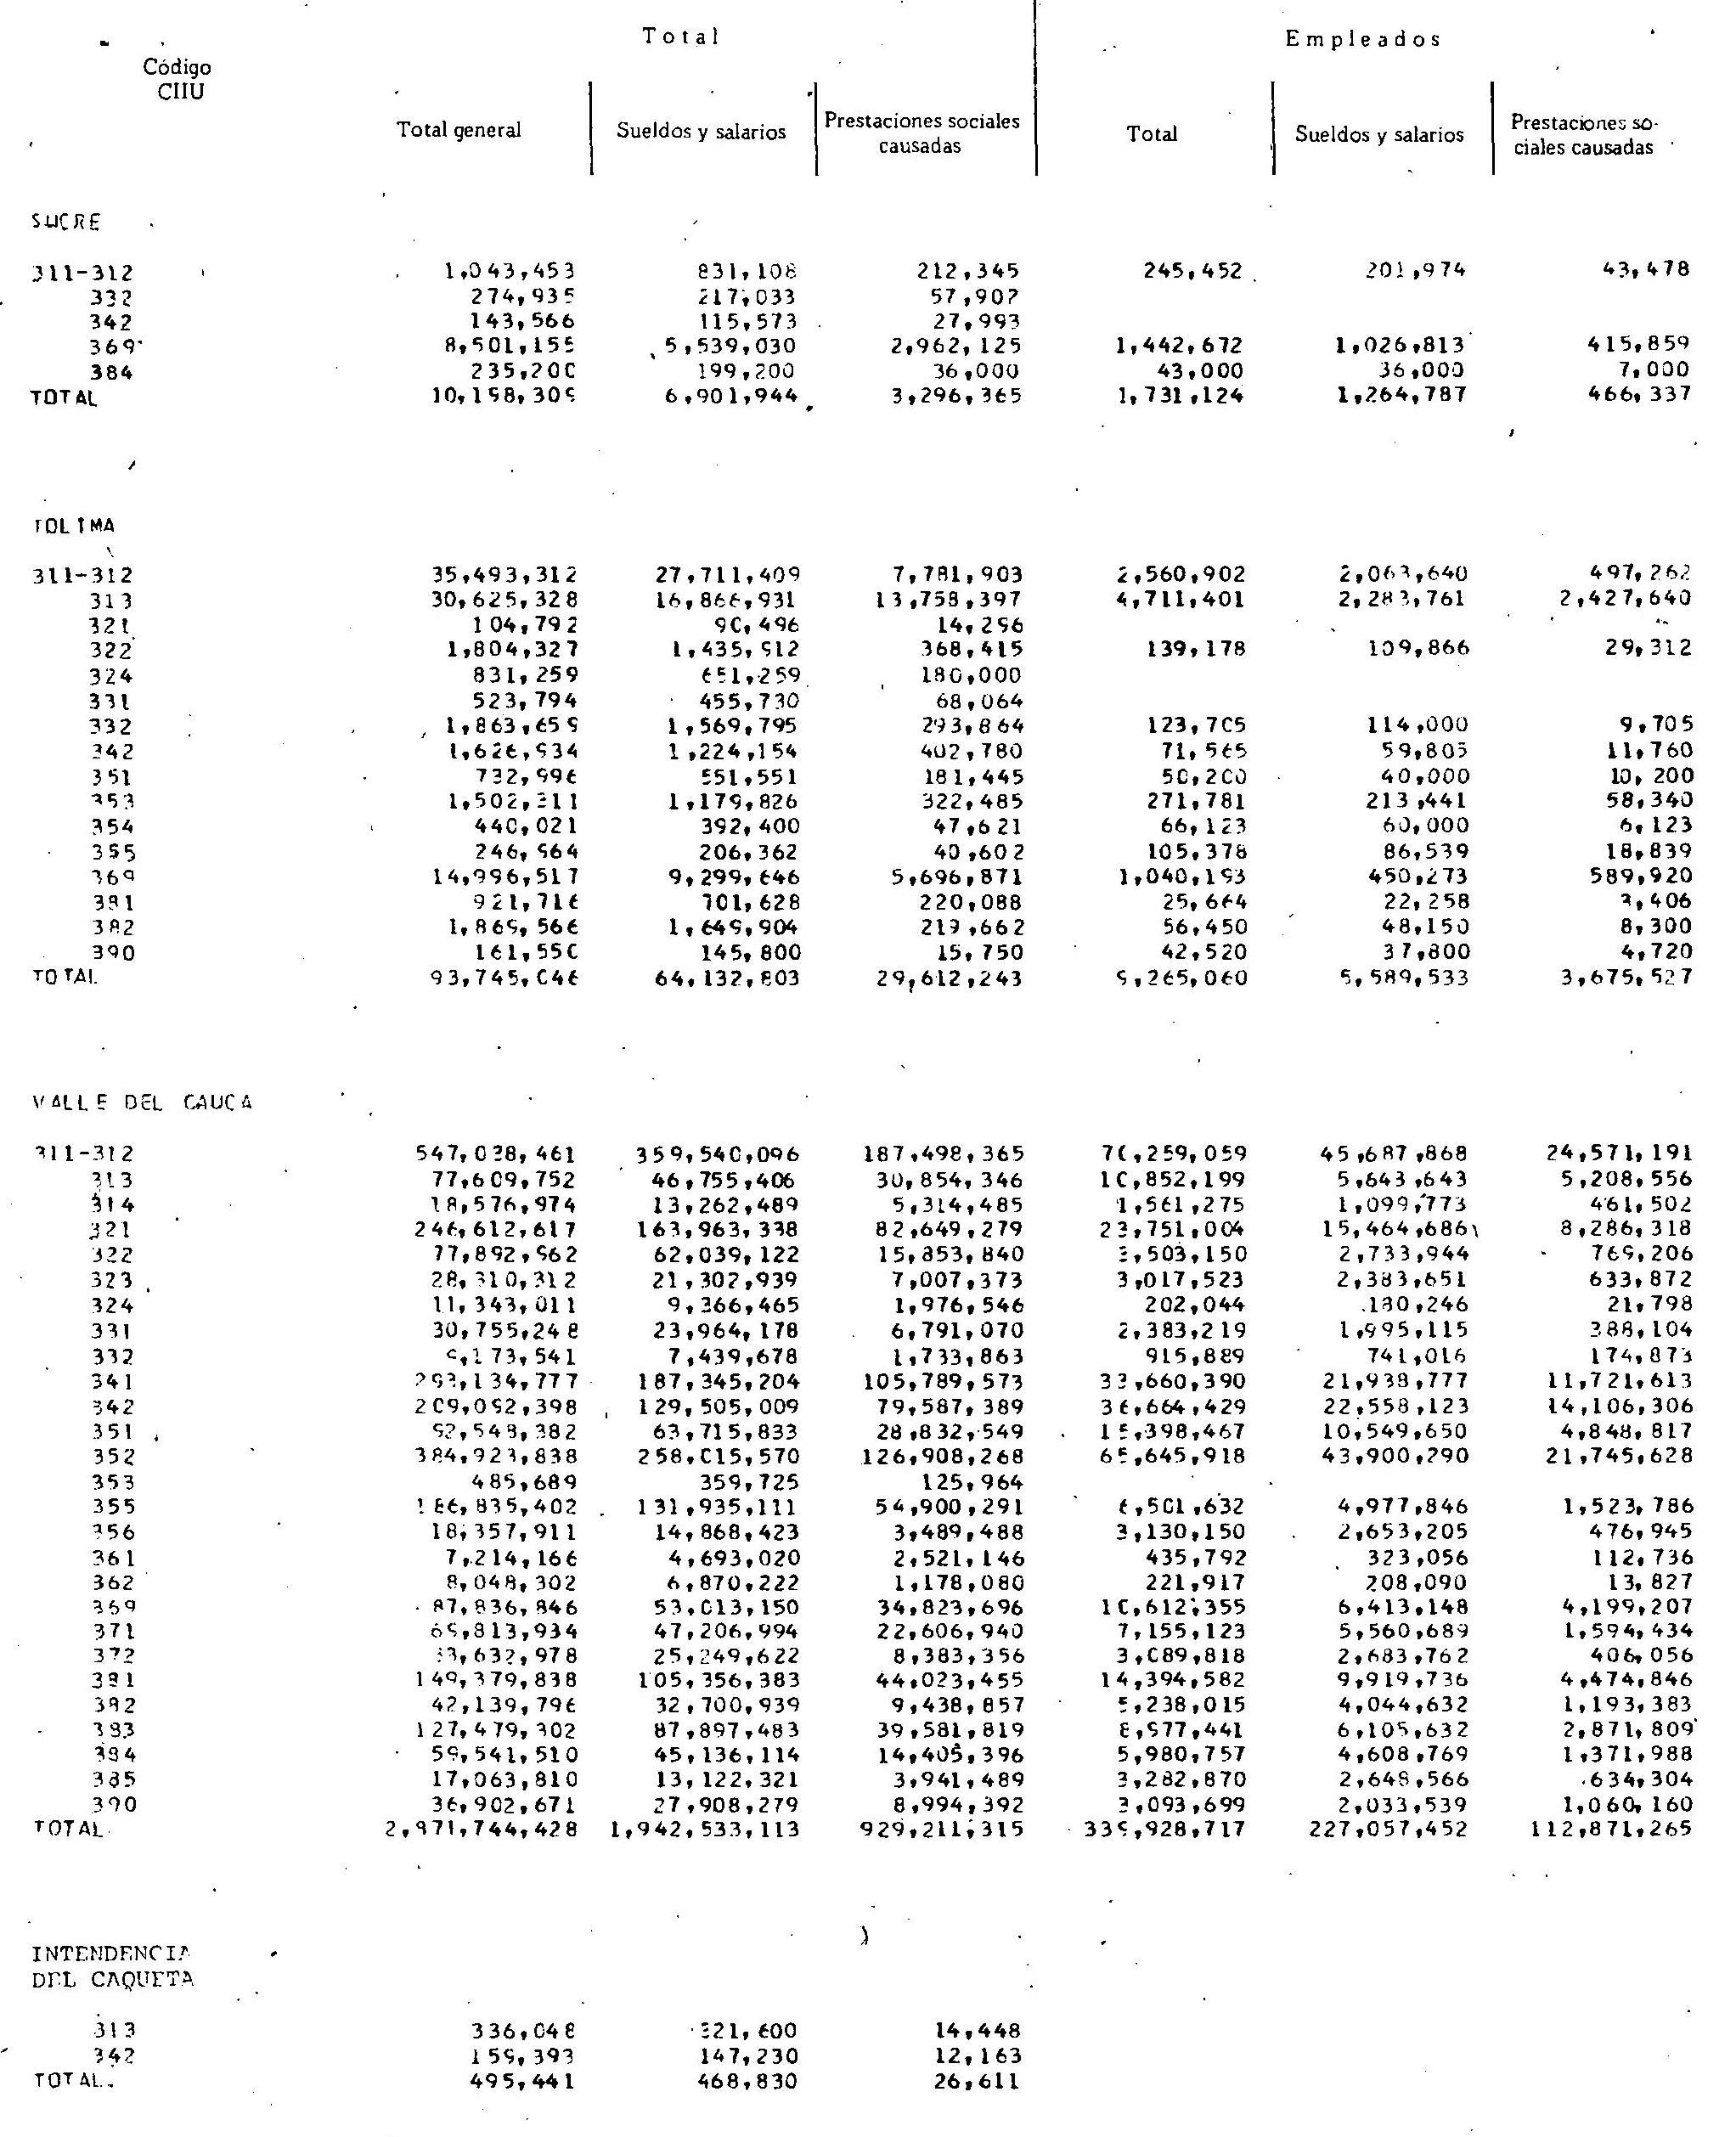 Total Empleados
Código
CIIU
Total general Sueldos y salarios Prestaciones sociales causadas Total Sueldos y salarios Prestaciones so-
ciales causadas
SUCRE
311-312 1,043,453 831,108 212,345 245,452 201,974 43,478
332 274,935 217,033 57,902
342 143,566 115,573 27,993
369 8,501,155 5,539,030 2,962,125 1,442,672 1,026,813 415,859
384 235,200 199,200 36,000 43,000 36,000 7,000
TOTAL 10,198,309 6,901,944 3,296,365 1,731,124 1,264,787 466,337
TOLIMA
311-312 35,493,312 27,711,409 7,781,903 2,560,902 2,063,640 497,262
313 30,625,328 16,866,931 13,758,397 4,711,401 2,283,761 2,427,640
321 104,792 90,496 14,296
322 1,804,327 1,435,912 368,415 139,178 109,866 29,312
324 831,259 651,259 180,000
331 523,794 455,730 68,064
332 1,863,659 1,569,795 293,864 123,705 114,000 9,705
342 1,626,934 1,224,154 402,780 71,565 59,805 11,760
351 732,996 551,551 181,445 50,200 40,000 10,200
353 1,502,311 1,179,826 322,485 271,781 213,441 58,340
354 440,021 392,400 47,621 66,123 60,000 6,123
355 246,964 206,362 40,602 105,378 86,539 18,839
369 14,996,517 9,299,646 5,696,871 1,040,193 450,273 589,920
381 921,716 701,628 220,088 25,664 22,258 3,406
382 1,869,566 1,649,904 219,662 56,450 48,150 8,300
390 161,550 145,800 15,750 42,520 37,800 4,720
TOTAL 93,745,046 64,132,803 29,612,243 9,265,060 5,589,533 3,675,527
VALLE DEL CAUCA
311-312 547,038,461 359,540,096 187,498,365 70,259,059 45,687,868 24,571,191
313 77,609,752 46,755,406 30,854,346 10,852,199 5,643,643 5,208,556
314 18,576,974 13,262,489 5,314,485 1,561,275 1,099,773 461,502
321 246,612,617 163,963,338 82,649,279 23,751,004 15,464,686 8,286,318
322 77,892,962 62,039,122 15,853,840 3,503,150 2,733,944 769,206
323 28,310,312 21,302,939 7,007,373 3,017,523 2,383,651 633,872
324 11,343,011 9,366,465 1,976,546 202,044 180,246 21,798
331 30,755,248 23,964,178 6,791,070 2,383,219 1,995,115 388,104
332 9,173,541 7,439,678 1,733,863 915,889 741,016 174,873
341 293,134,777 187,345,204 105,789,573 33,660,390 21,938,777 11,721,613
342 209,092,398 129,505,009 79,587,389 36,664,429 22,558,123 14,106,306
351 92,548,382 63,715,833 28,832,549 15,398,467 10,549,650 4,848,817
352 384,923,838 258,015,570 126,908,268 65,645,918 43,900,290 21,745,628
353 485,689 359,725 125,964
355 186,835,402 131,935,111 54,900,291 6,501,632 4,977,846 1,523,786
356 18,357,911 14,868,423 3,489,488 3,130,150 2,653,205 476,945
361 7,214,166 4,693,020 2,521,146 435,792 323,056 112,736
362 8,048,302 6,870,222 1,178,080 221,917 208,090 13,827
369 87,836,846 53,013,150 34,823,696 10,612,355 6,413,148 4,199,207
371 69,813,934 47,206,994 22,606,940 7,155,123 5,560,689 1,594,434
372 33,632,978 25,249,622 8,383,356 3,089,818 2,683,762 406,056
381 149,379,838 105,356,383 44,023,455 14,394,582 9,919,736 4,474,846
382 42,139,796 32,700,939 9,438,857 5,238,015 4,044,632 1,193,383
383 127,479,302 87,897,483 39,581,819 8,977,441 6,105,632 2,871,809
384 59,541,510 45,136,114 14,405,396 5,980,757 4,608,769 1,371,988
385 17,063,810 13,122,321 3,941,489 3,282,870 2,648,566 634,304
390 36,902,671 27,908,279 8,994,392 3,093,699 2,033,539 1,060,160
TOTAL 2,871,744,428 1,942,533,113 929,211,315 339,928,717 227,057,452 112,871,265
INTENDENCIA
DEL CAQUETA
313 336,048 321,600 14,448
342 159,393 147,230 12,163
TOTAL 495,441 468,830 26,611